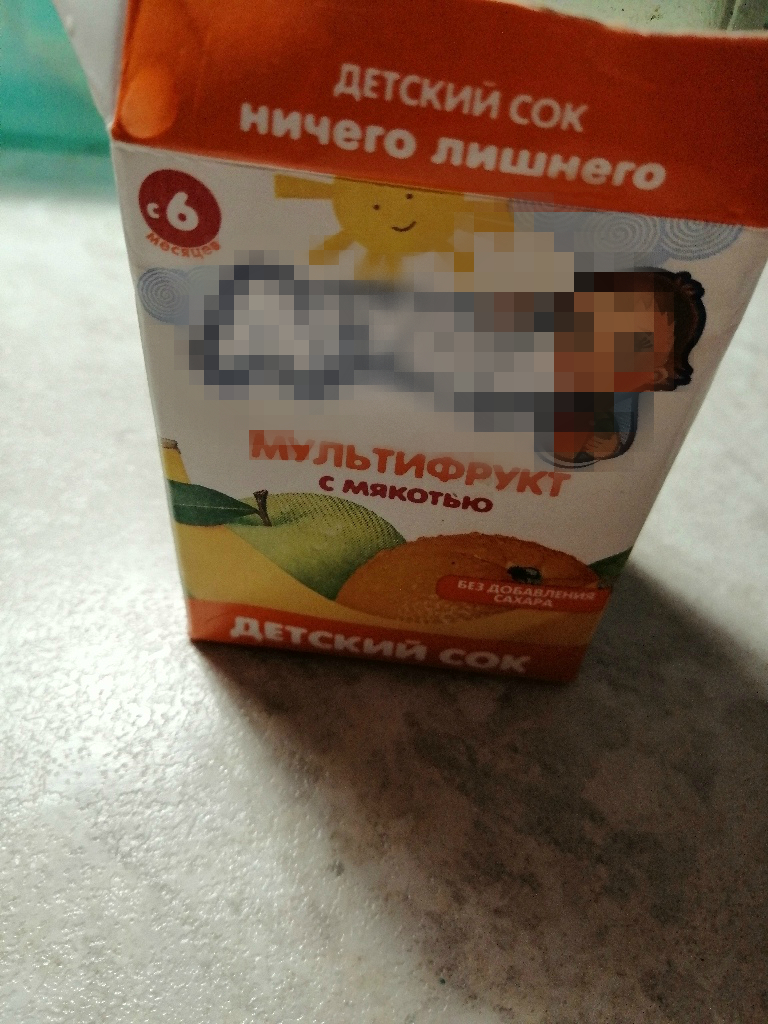 ДЕТСКИЙ СОК
ничего лишнего
с 6
месяцев
МУЛЬТИФРУКТ
С МЯКОТЬЮ
БЕЗ ДОБАВЛЕНИЯ
САХАРА
ДЕТСКИЙ СОК